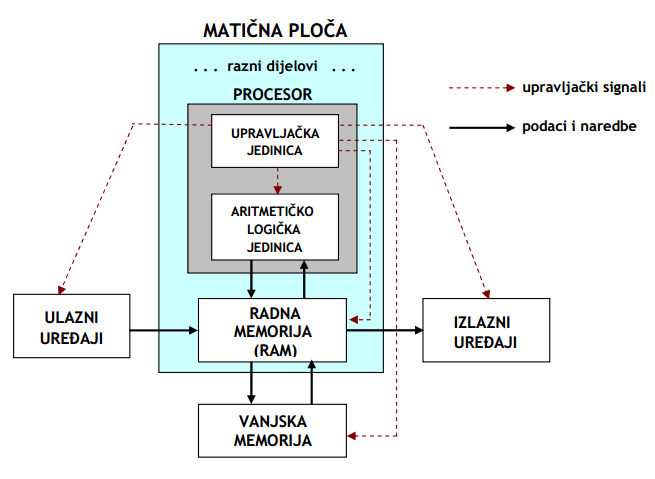 MATIČNA PLOČA
. . . razni dijelovi . . .
PROCESOR
upravljački signali
podaci i naredbe
UPRAVLJAČKA
JEDINICA
ARITMETIČKO
LOGIČKA
JEDINICA
ULAZNI
UREĐAJI
RADNA
MEMORIJA
(RAM)
IZLAZNI
UREĐAJI
VANJSKA
MEMORIJA